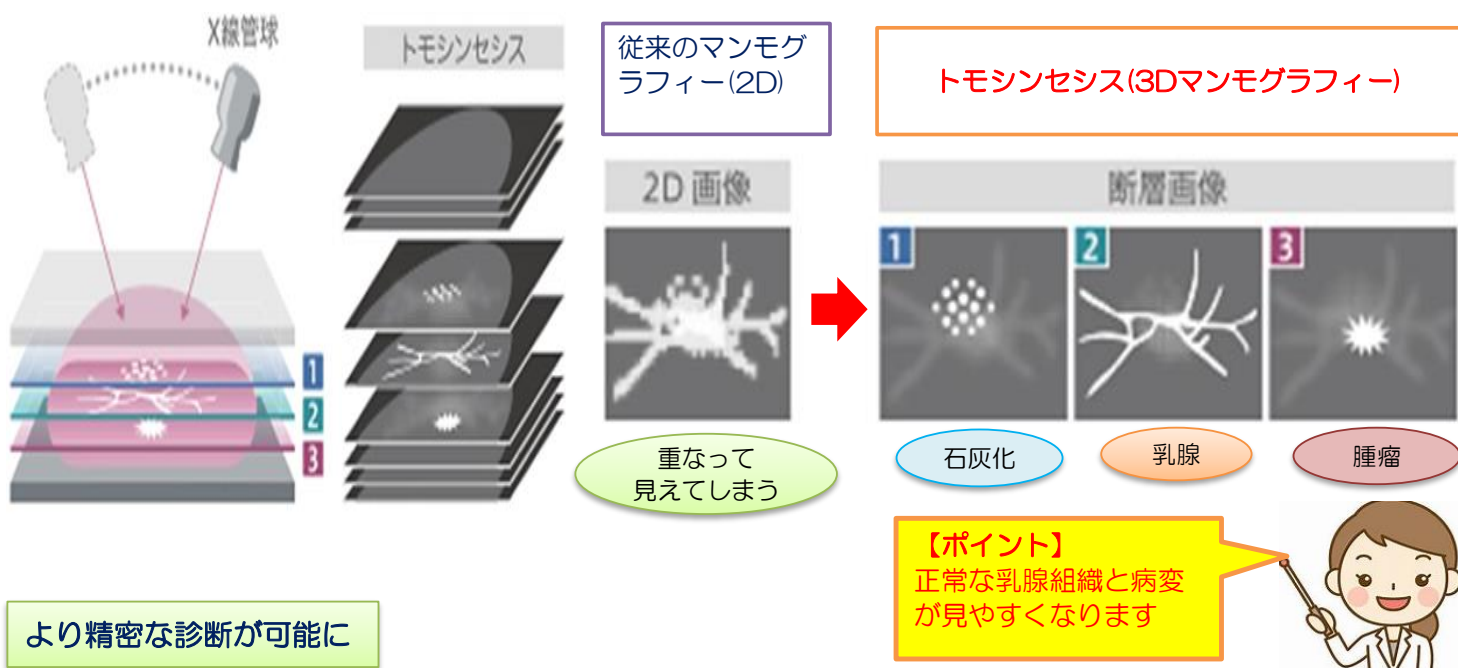 X線管球
1
2
3
トモシンセシス
従来のマンモグ
ラフィー(2D)
2D 画像
重なって
見えてしまう
トモシンセシス(3Dマンモグラフィー)
断層画像
1
2
3
石灰化
乳腺
腫瘤
【ポイント】
正常な乳腺組織と病変
が見やすくなります
より精密な診断が可能に